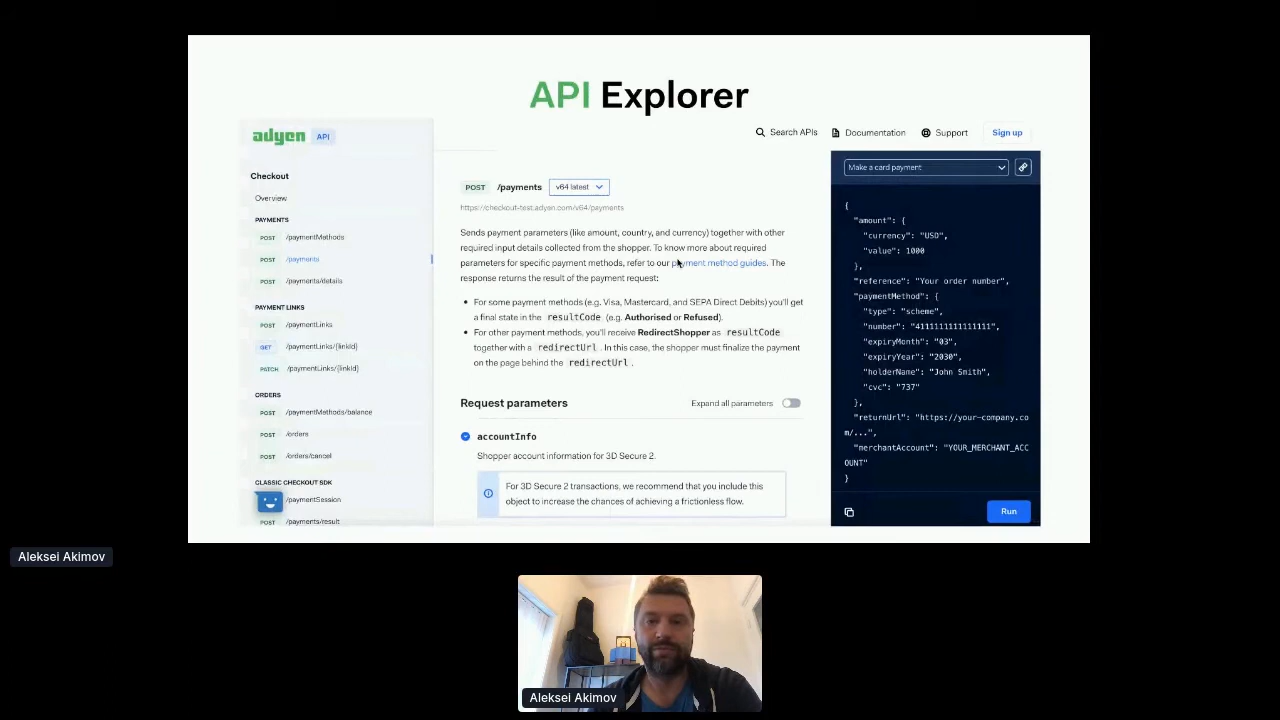 API Explorer
adyen API
Search APIs
Documentation
Support
Sign up
Checkout
Overview
PAYMENTS
POST /paymentMethods
POST /payments
POST /payments/details
PAYMENT LINKS
POST /paymentLinks
GET /paymentLinks/{linkId}
PATCH /paymentLinks/{linkId}
ORDERS
POST /paymentMethods/balance
POST /orders
POST /orders/cancel
CLASSIC CHECKOUT SDK
/paymentSession
POST /payments/result
POST /payments v64 latest
https://checkout-test.adyen.com/v64/payments
Sends payment parameters (like amount, country, and currency) together with other
required input details collected from the shopper. To know more about required
parameters for specific payment methods, refer to our payment method guides. The
response returns the result of the payment request:
• For some payment methods (e.g. Visa, Mastercard, and SEPA Direct Debits) you'll get
a final state in the resultCode (e.g. Authorised or Refused).
• For other payment methods, you'll receive RedirectShopper as resultCode
together with a redirectUrl. In this case, the shopper must finalize the payment
on the page behind the redirectUrl.
Request parameters
Expand all parameters
accountInfo
Shopper account information for 3D Secure 2.
For 3D Secure 2 transactions, we recommend that you include this
object to increase the chances of achieving a frictionless flow.
Make a card payment
{
"amount": {
"currency": "USD",
"value": 1000
},
"reference": "Your order number",
"paymentMethod": {
"type": "scheme",
"number": "4111111111111111",
"expiryMonth": "03",
"expiryYear": "2030",
"holderName": "John Smith",
"cvc": "737"
},
"returnUrl": "https://your-company.co
m/...",
"merchantAccount": "YOUR_MERCHANT_ACC
OUNT"
}
Run
Aleksei Akimov
Aleksei Akimov